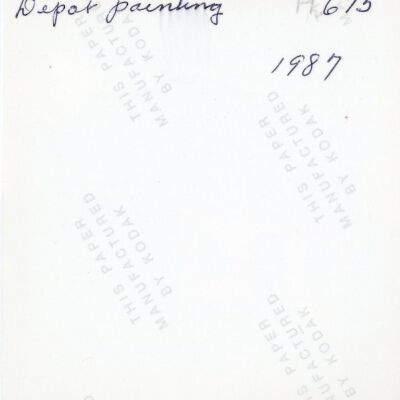 Depot painting 615
1987
THIS PAPER
MANUFACTURED
BY KODAK
THIS PAPER
MANUFACTURED
BY KODAK
THIS PAPER
MANUFACTURED
BY KODAK
THIS PAPER
MANUFACTURED
BY KODAK